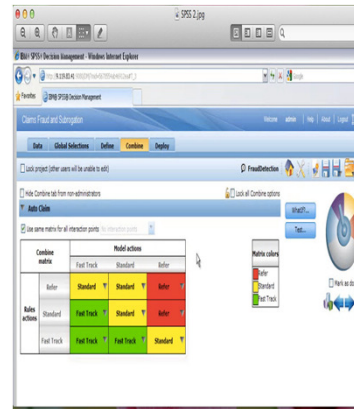 SPSS 2.jpg
IBM® SPSS® Decision Management - Windows Internet Explorer
Favorites IBM® SPSS® Decision Management
Claims Fraud and Subrogation
Welcome admin | Help | About | Logout
Data Global Selections Define Combine Deploy
Lock project (other users will be unable to edit)
FraudDetection
Hide Combine tab from non-administrators
Lock all Combine options
Auto Claim
Use same matrix for all interaction points
What If?...
Test...
Combine matrix
Model actions
Fast Track Standard Refer
Rules actions
Refer Standard Standard Refer
Standard Fast Track Standard Refer
Fast Track Fast Track Fast Track Standard
Matrix colors
Refer
Standard
Fast Track
Mark as do